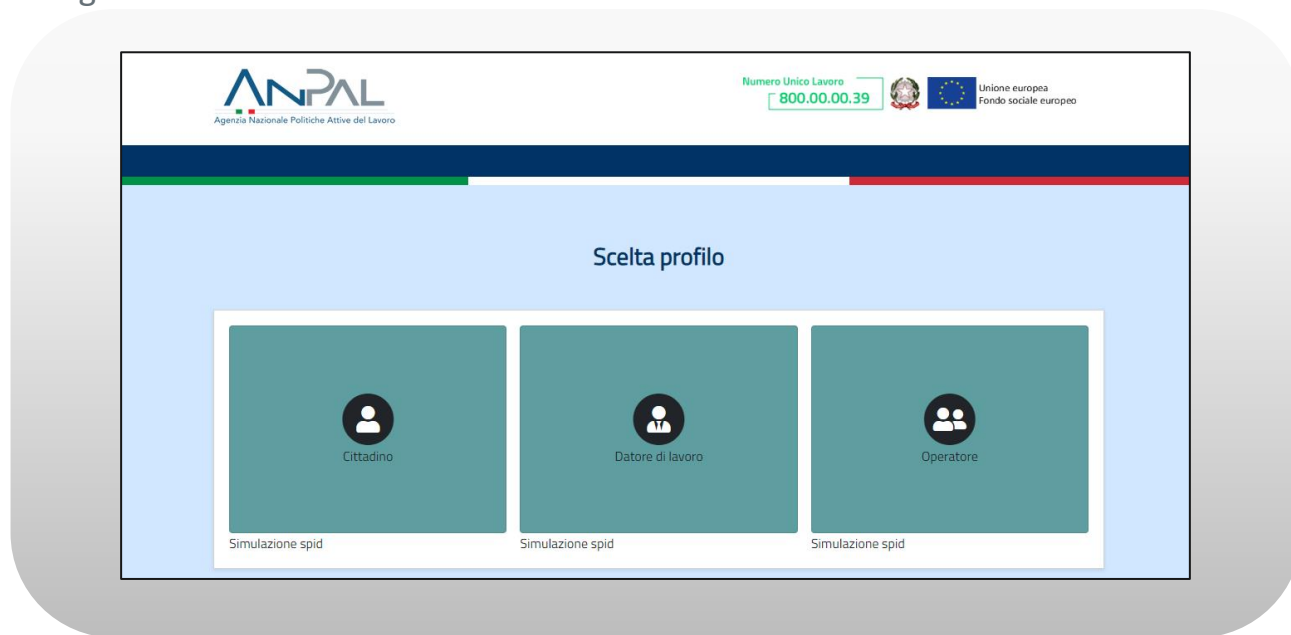 ANPAL
Agenzia Nazionale Politiche Attive del Lavoro
Numero Unico Lavoro
800.00.00.39
Unione europea
Fondo sociale europeo
Scelta profilo
Cittadino
Datore di lavoro
Operatore
Simulazione spid
Simulazione spid
Simulazione spid